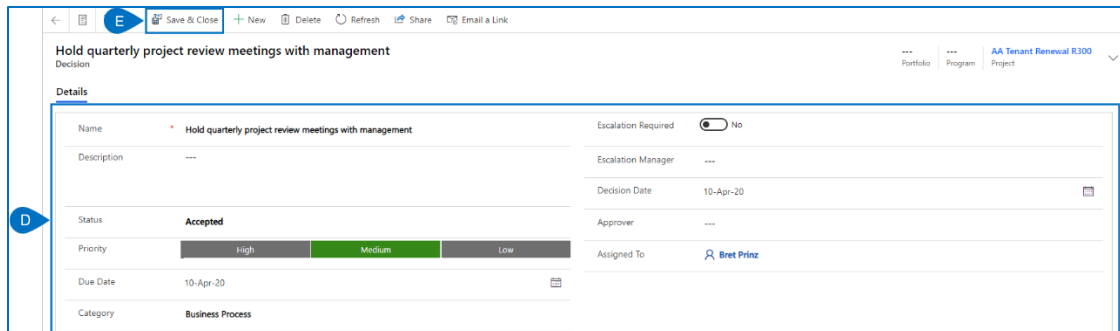 E Save & Close New Delete Refresh Share Email a Link
Hold quarterly project review meetings with management
Decision
--- --- AA Tenant Renewal R300
Portfolio Program Project
Details
Name * Hold quarterly project review meetings with management
Escalation Required No
Description ---
Escalation Manager ---
Decision Date 10-Apr-20
D
Status Accepted
Approver ---
Priority High Medium Low
Assigned To Bret Prinz
Due Date 10-Apr-20
Category Business Process